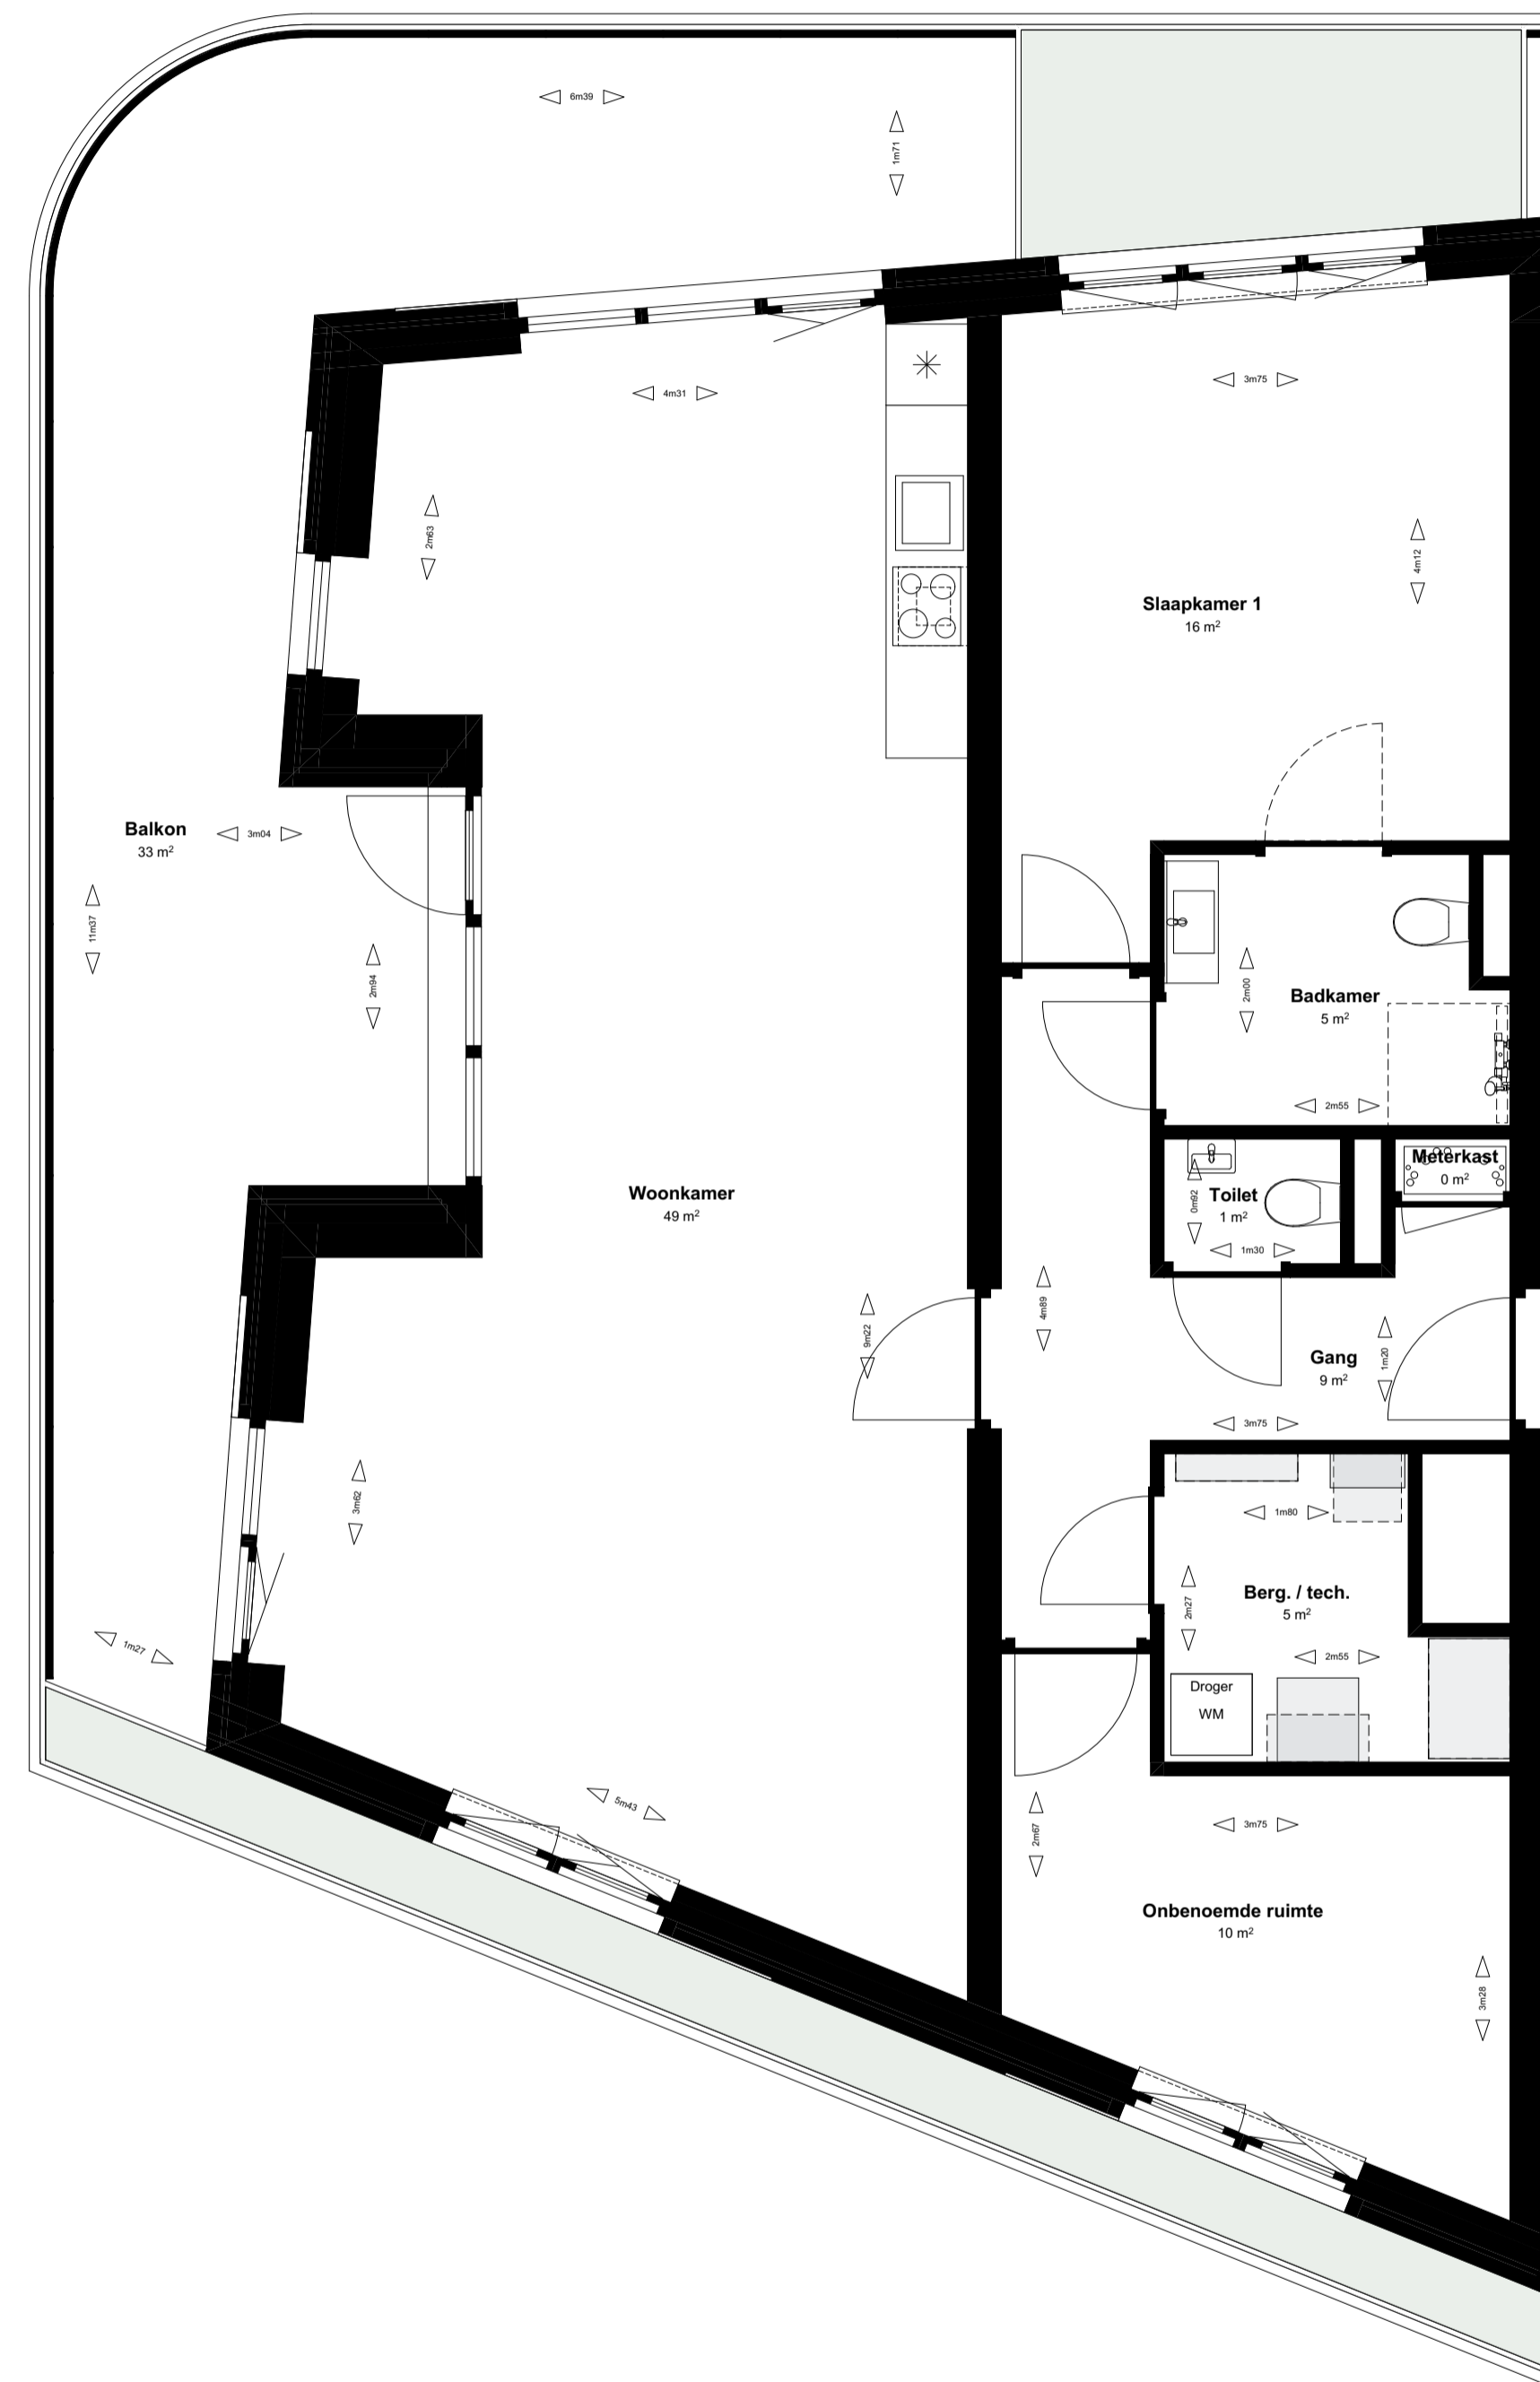 6m39
1m71
4m31
3m75
2m63
4m12
Slaapkamer 1
16 m²
Balkon
33 m²
3m04
11m37
2m94
2m00
Badkamer
5 m²
2m55
Meterkast
0 m²
Woonkamer
49 m²
0m92
Toilet
1 m²
1m30
4m89
9m22
1m20
Gang
9 m²
3m75
3m62
1m80
Berg. / tech.
5 m²
2m27
1m27
2m55
Droger
WM
5m43
2m67
3m75
Onbenoemde ruimte
10 m²
3m28